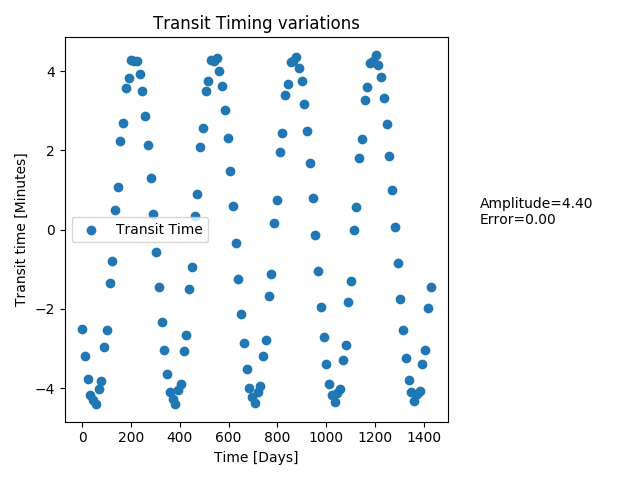 Transit Timing variations
4
2
0
−2
−4
Transit time [Minutes]
Transit Time
Amplitude=4.40
Error=0.00
0 200 400 600 800 1000 1200 1400
Time [Days]